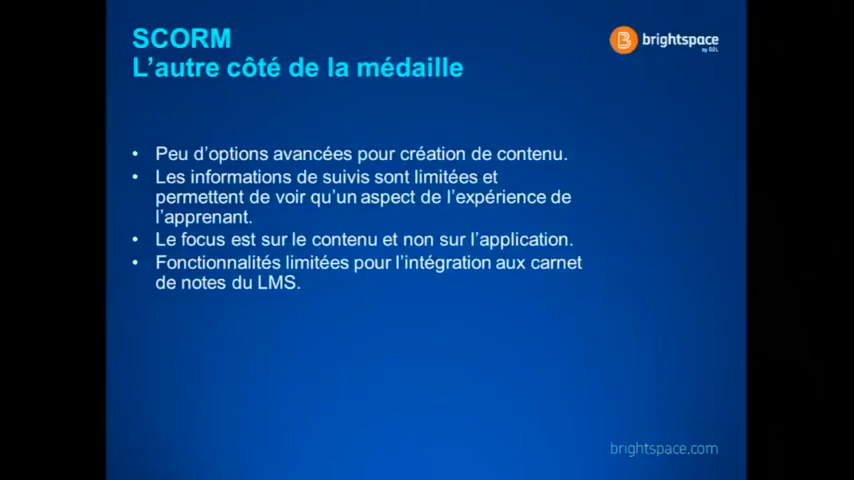 SCORM
L'autre côté de la médaille
brightspace
by D2L
• Peu d'options avancées pour création de contenu.
• Les informations de suivis sont limitées et
permettent de voir qu'un aspect de l'expérience de
l'apprenant.
• Le focus est sur le contenu et non sur l'application.
• Fonctionnalités limitées pour l'intégration aux carnet
de notes du LMS.
brightspace.com